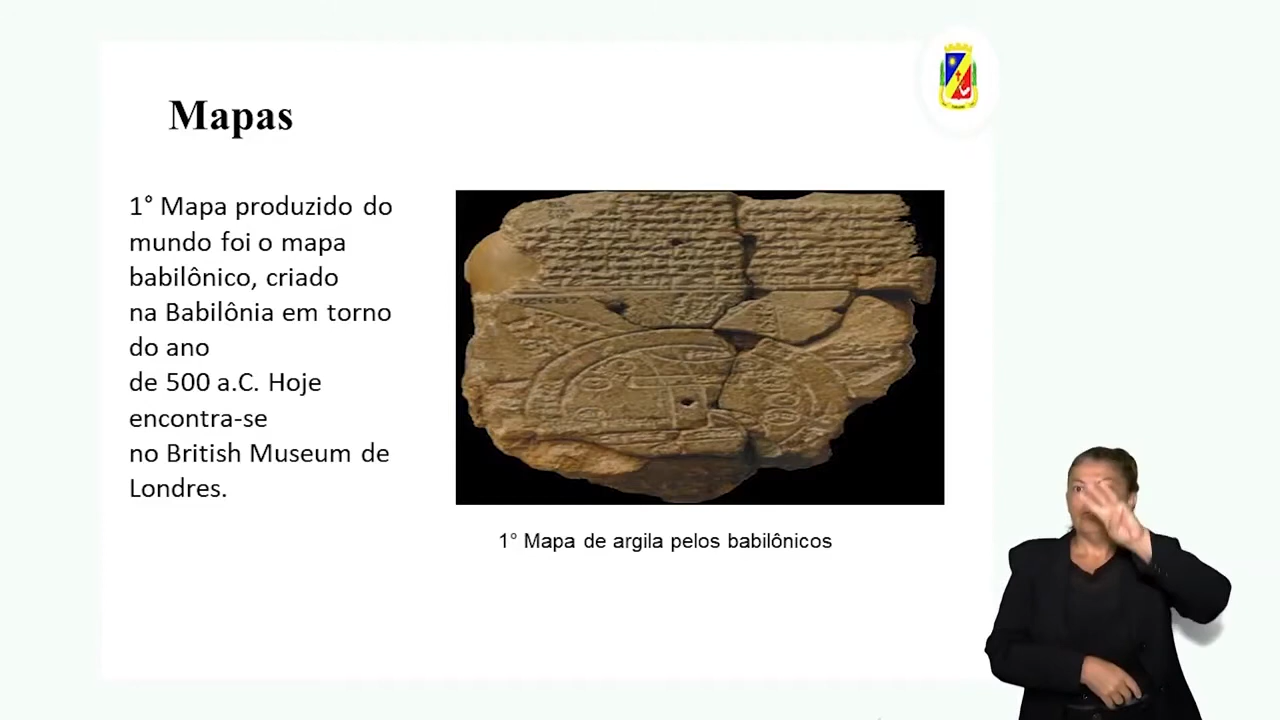 Mapas
1° Mapa produzido do
mundo foi o mapa
babilônico, criado
na Babilônia em torno
do ano
de 500 a.C. Hoje
encontra-se
no British Museum de
Londres.
1° Mapa de argila pelos babilônicos